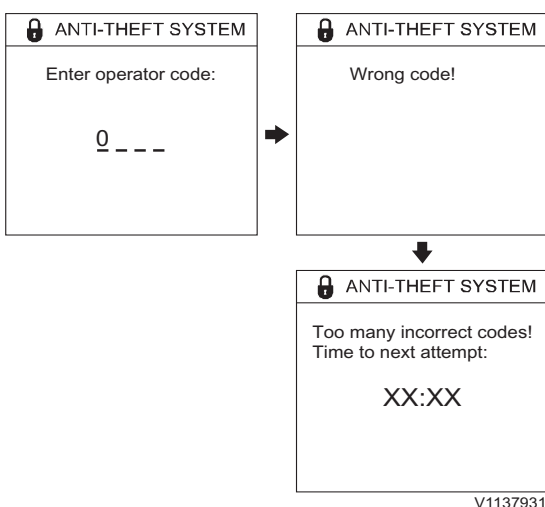 ANTI-THEFT SYSTEM
Enter operator code:
0 _ _ _
ANTI-THEFT SYSTEM
Wrong code!
ANTI-THEFT SYSTEM
Too many incorrect codes!
Time to next attempt:
XX:XX
V1137931